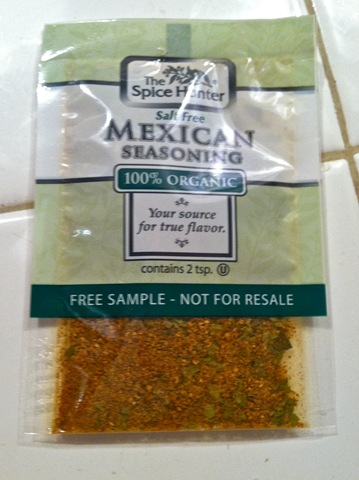 The
Spice Hunter
Salt Free
MEXICAN
SEASONING
100% ORGANIC
Your source
for true flavor.
contains 2 tsp. U
FREE SAMPLE - NOT FOR RESALE